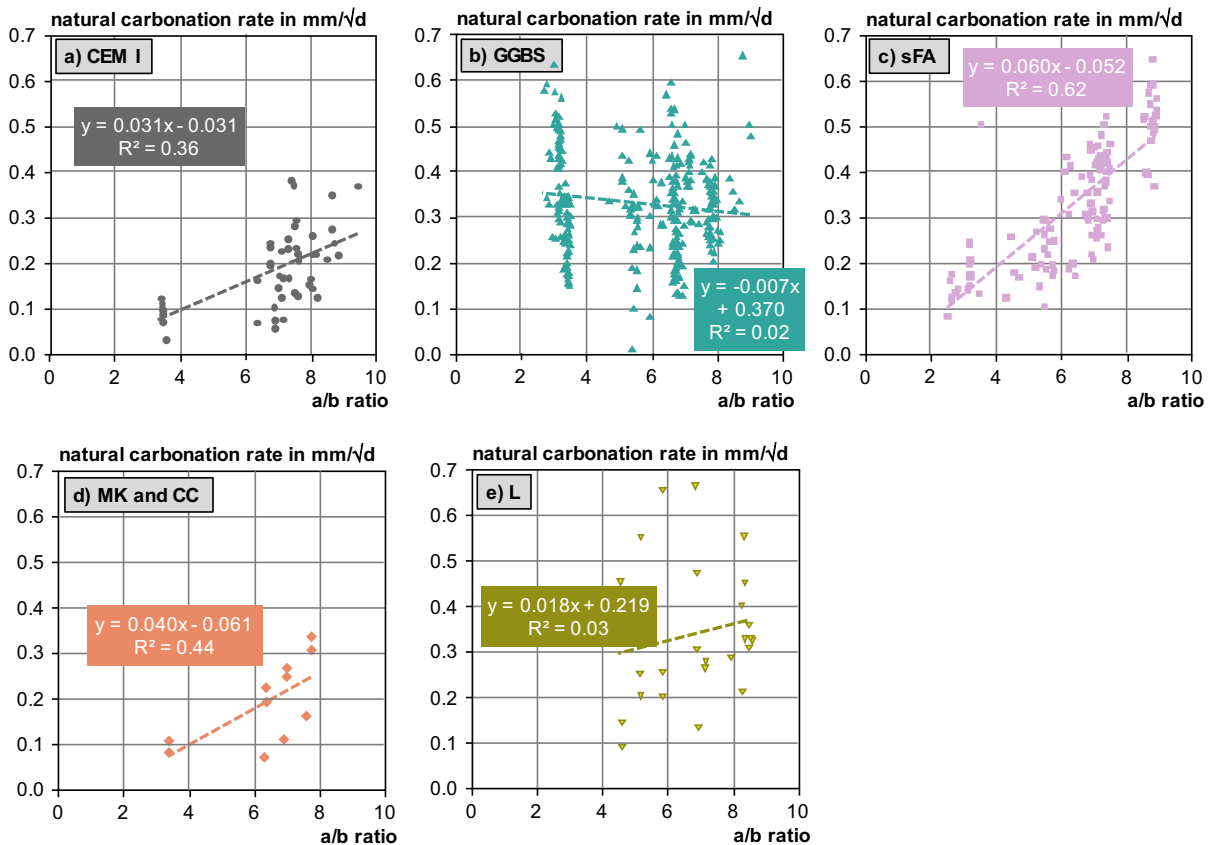 natural carbonation rate in mm/√d
a) CEM I
y = 0.031x - 0.031
R² = 0.36
0.7
0.6
0.5
0.4
0.3
0.2
0.1
0.0
0 2 4 6 8 10
a/b ratio
natural carbonation rate in mm/√d
b) GGBS
y = -0.007x
+ 0.370
R² = 0.02
0.7
0.6
0.5
0.4
0.3
0.2
0.1
0.0
0 2 4 6 8 10
a/b ratio
natural carbonation rate in mm/√d
c) sFA
y = 0.060x - 0.052
R² = 0.62
0.7
0.6
0.5
0.4
0.3
0.2
0.1
0.0
0 2 4 6 8 10
a/b ratio
natural carbonation rate in mm/√d
d) MK and CC
y = 0.040x - 0.061
R² = 0.44
0.7
0.6
0.5
0.4
0.3
0.2
0.1
0.0
0 2 4 6 8 10
a/b ratio
natural carbonation rate in mm/√d
e) L
y = 0.018x + 0.219
R² = 0.03
0.7
0.6
0.5
0.4
0.3
0.2
0.1
0.0
0 2 4 6 8 10
a/b ratio